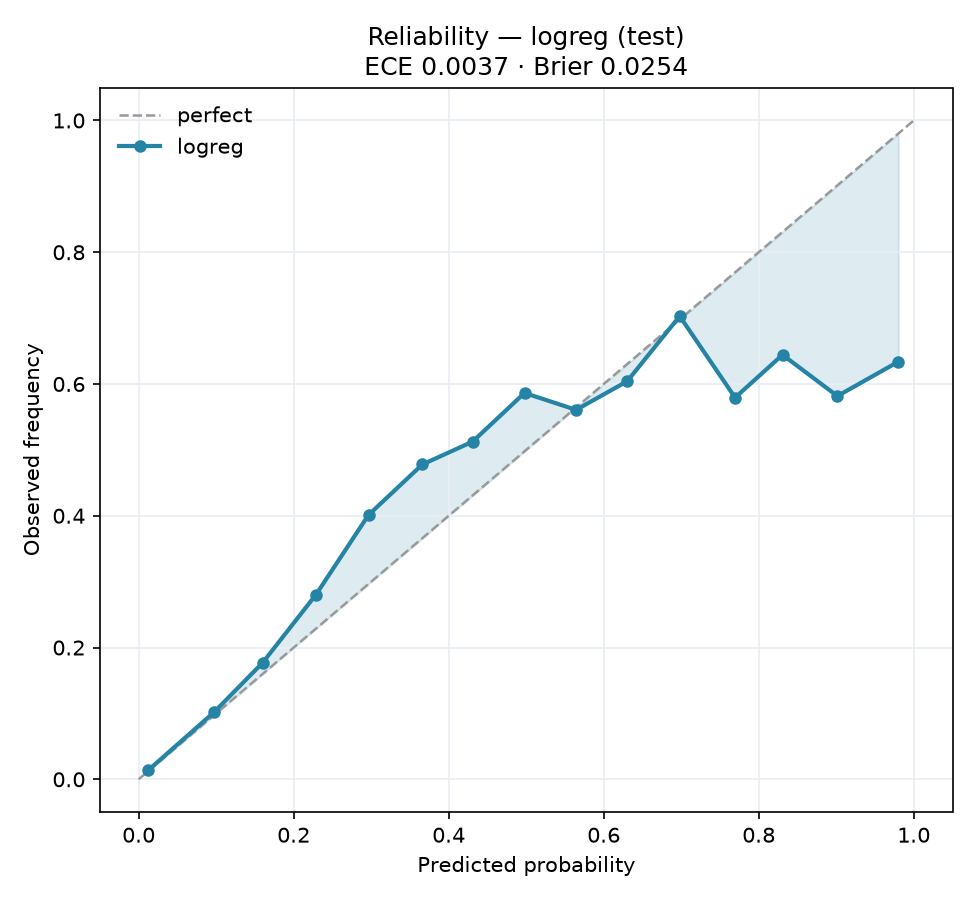 Reliability — logreg (test)
ECE 0.0037 · Brier 0.0254
perfect
logreg
1.0
0.8
0.6
0.4
0.2
0.0
Observed frequency
0.0 0.2 0.4 0.6 0.8 1.0
Predicted probability